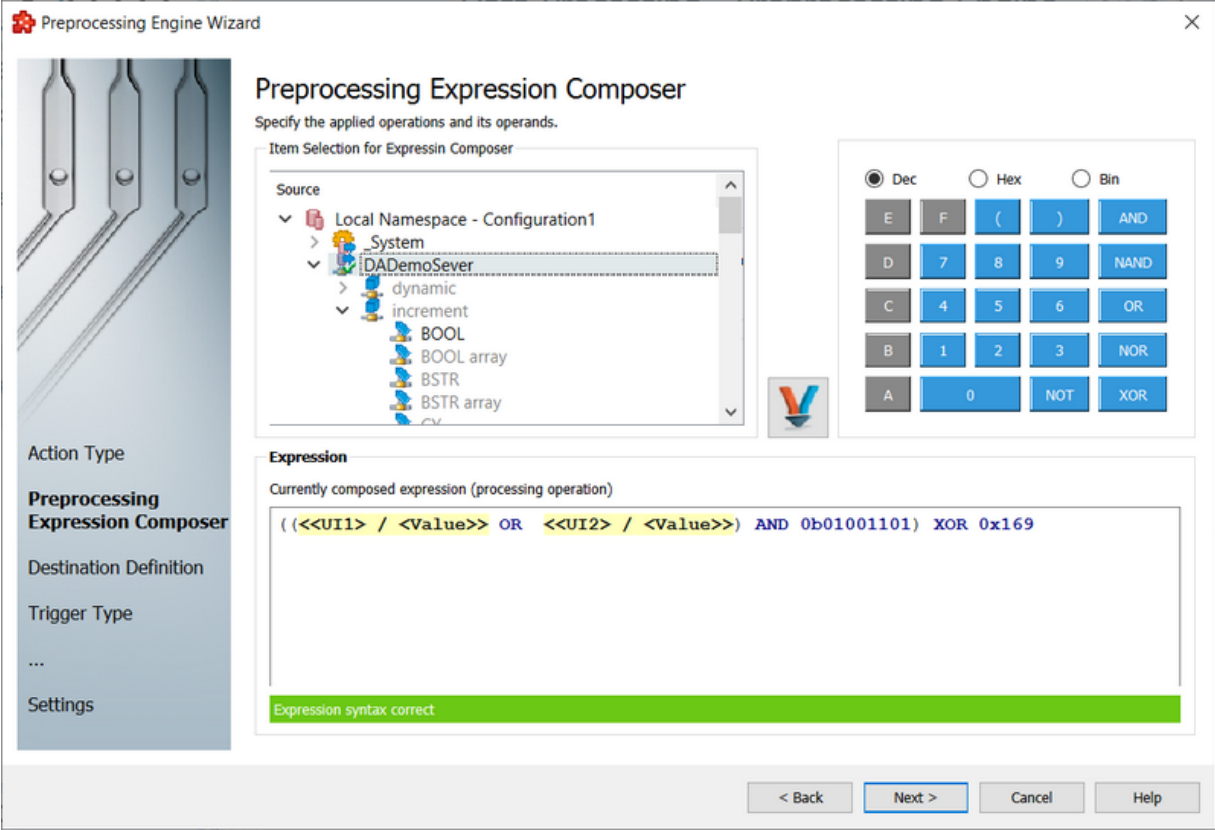 Preprocessing Engine Wizard
Preprocessing Expression Composer
Specify the applied operations and its operands.
Item Selection for Expressin Composer
Source
Local Namespace - Configuration1
_System
DADemoSever
dynamic
increment
BOOL
BOOL array
BSTR
BSTR array
CY
Dec Hex Bin
E F ( ) AND
D 7 8 9 NAND
C 4 5 6 OR
B 1 2 3 NOR
A 0 NOT XOR
Action Type
Preprocessing
Expression Composer
Destination Definition
Trigger Type
...
Settings
Expression
Currently composed expression (processing operation)
((<<UI1> / <Value>> OR <<UI2> / <Value>>) AND 0b01001101) XOR 0x169
Expression syntax correct
< Back Next > Cancel Help